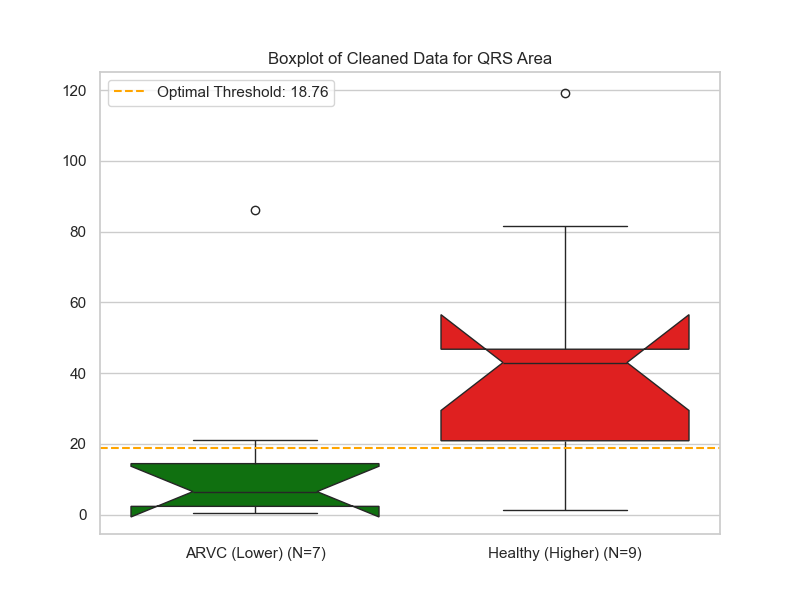 Boxplot of Cleaned Data for QRS Area
Optimal Threshold: 18.76
120
100
80
60
40
20
0
ARVC (Lower) (N=7)
Healthy (Higher) (N=9)